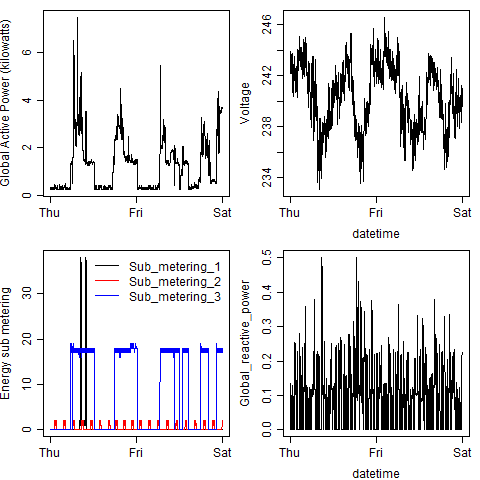 Global Active Power (kilowatts)
0 2 4 6
Thu Fri Sat
Voltage
234 238 242 246
Thu Fri Sat
datetime
Energy sub metering
0 10 20 30
Sub_metering_1
Sub_metering_2
Sub_metering_3
Thu Fri Sat
Global_reactive_power
0.0 0.1 0.2 0.3 0.4 0.5
Thu Fri Sat
datetime